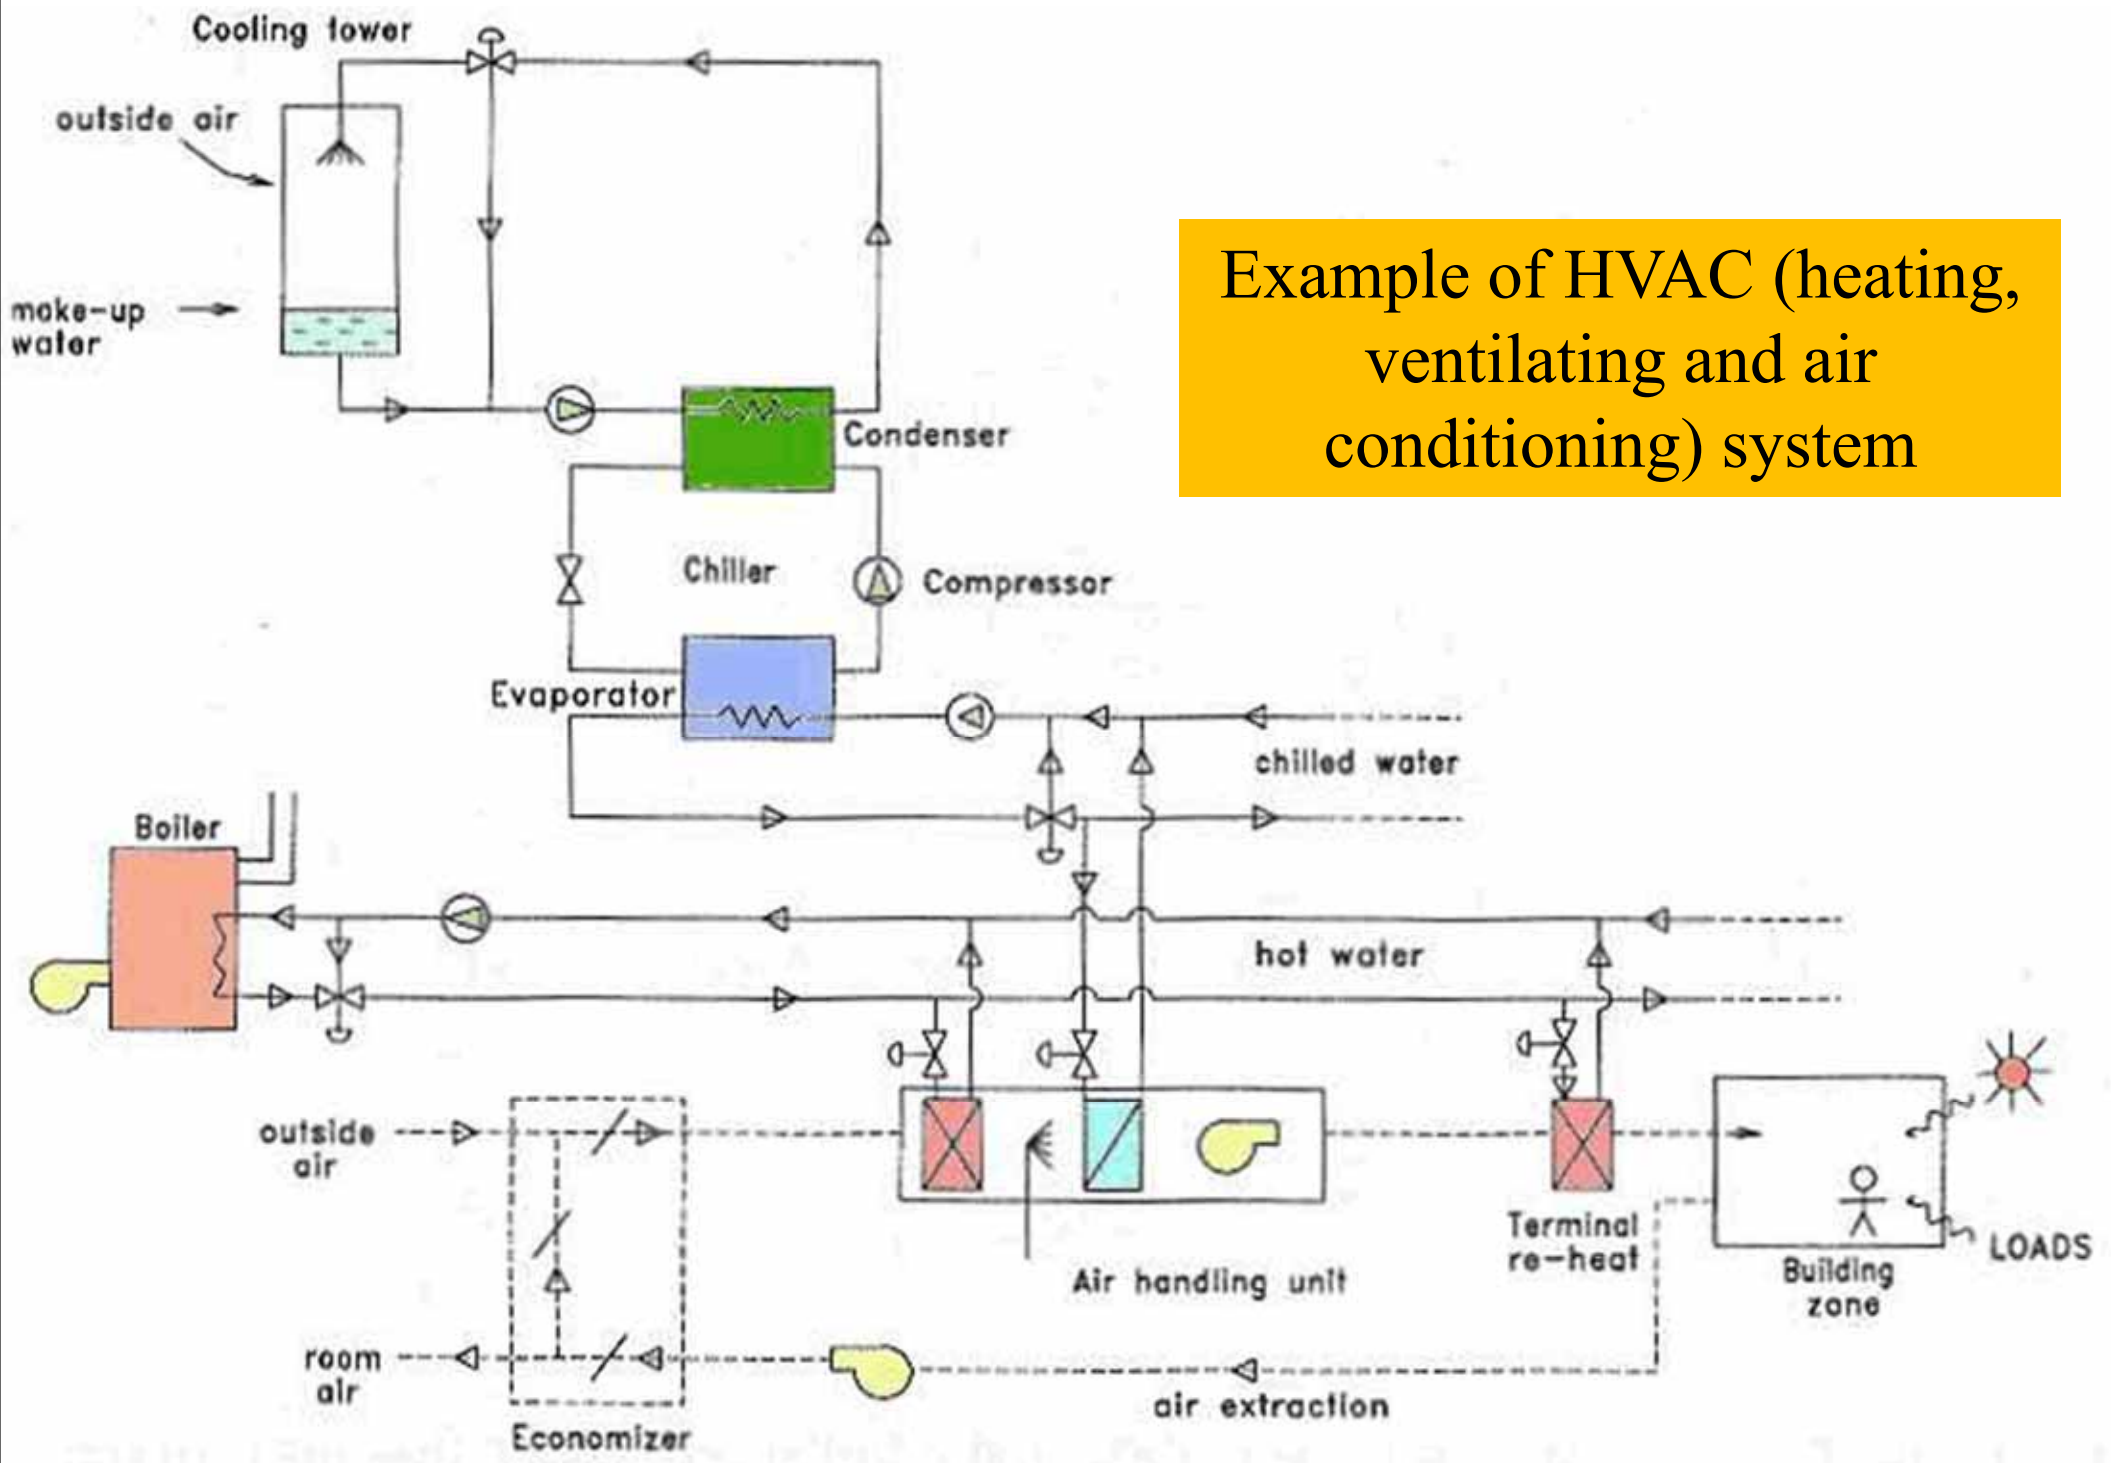 Cooling tower
outside air
make-up
water
Example of HVAC (heating,
ventilating and air
conditioning) system
Condenser
Chiller
Compressor
Evaporator
chilled water
Boiler
hot water
outside
air
Terminal
re-heat
LOADS
Air handling unit
Building
zone
room
air
air extraction
Economizer